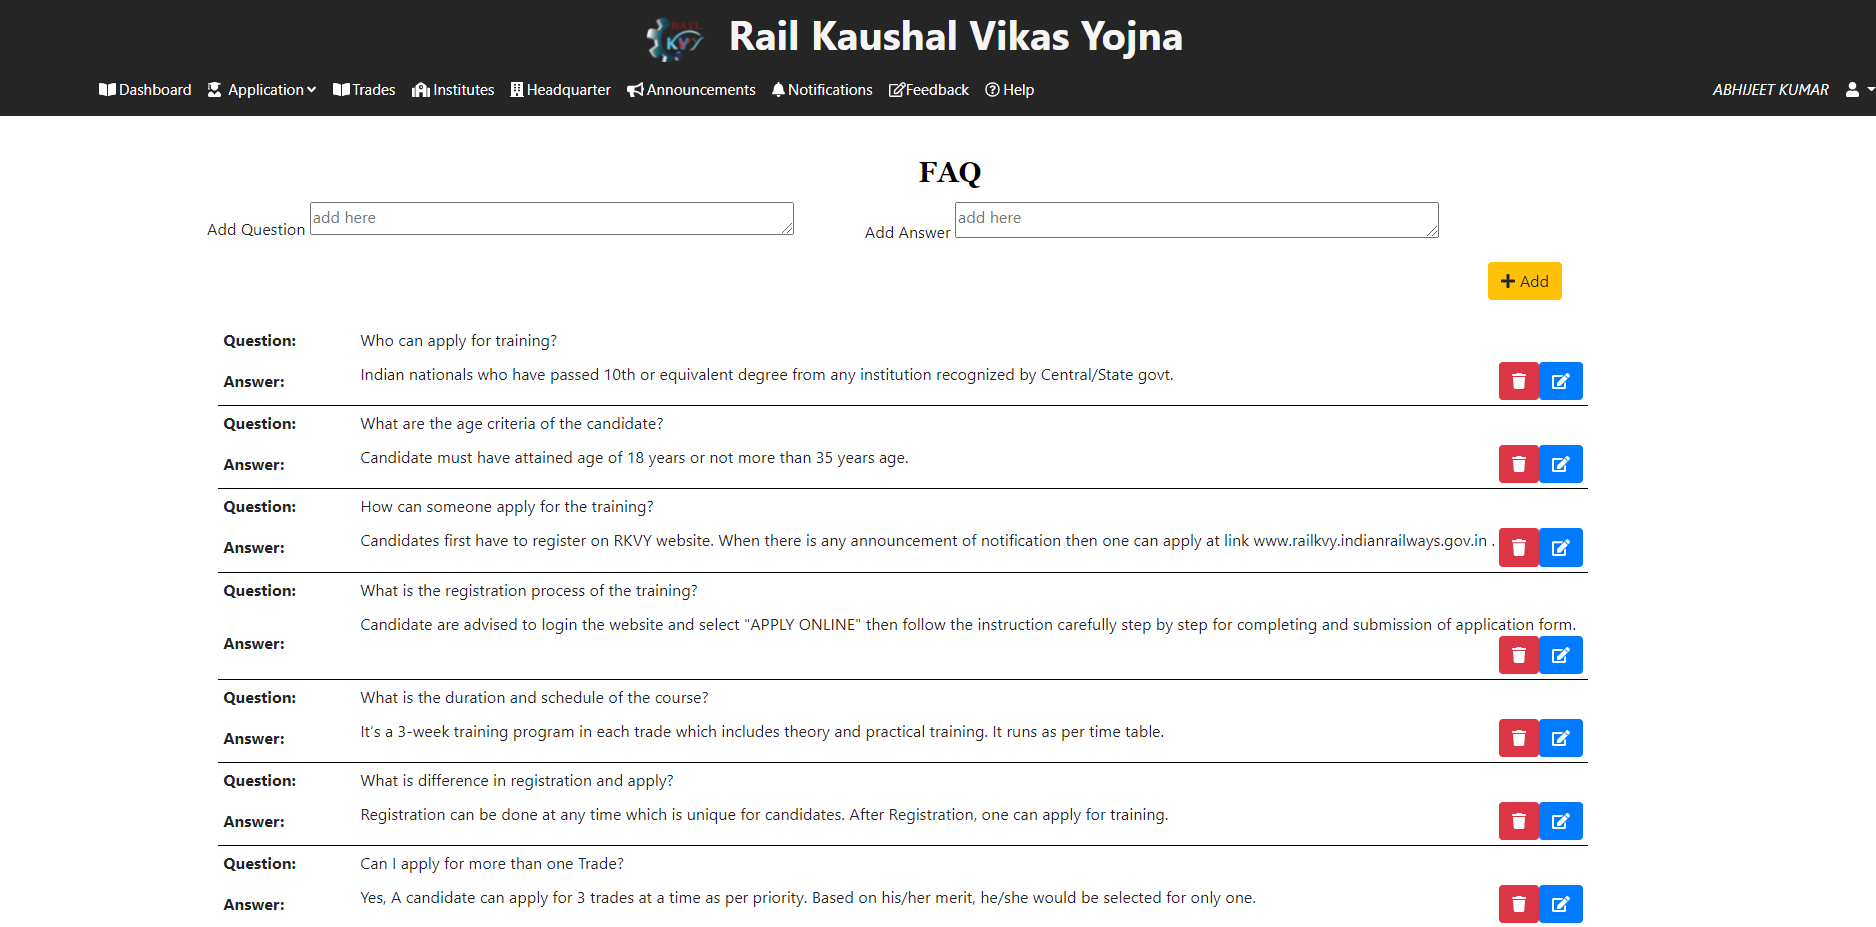 RAIL
KVY
Rail Kaushal Vikas Yojna
Dashboard Application Trades Institutes Headquarter Announcements Notifications Feedback Help ABHIJEET KUMAR
FAQ
Add Question add here Add Answer add here
Add
Question: Who can apply for training?
Answer: Indian nationals who have passed 10th or equivalent degree from any institution recognized by Central/State govt.
Question: What are the age criteria of the candidate?
Answer: Candidate must have attained age of 18 years or not more than 35 years age.
Question: How can someone apply for the training?
Answer: Candidates first have to register on RKVY website. When there is any announcement of notification then one can apply at link www.railkvy.indianrailways.gov.in .
Question: What is the registration process of the training?
Answer: Candidate are advised to login the website and select "APPLY ONLINE" then follow the instruction carefully step by step for completing and submission of application form.
Question: What is the duration and schedule of the course?
Answer: It’s a 3-week training program in each trade which includes theory and practical training. It runs as per time table.
Question: What is difference in registration and apply?
Answer: Registration can be done at any time which is unique for candidates. After Registration, one can apply for training.
Question: Can I apply for more than one Trade?
Answer: Yes, A candidate can apply for 3 trades at a time as per priority. Based on his/her merit, he/she would be selected for only one.